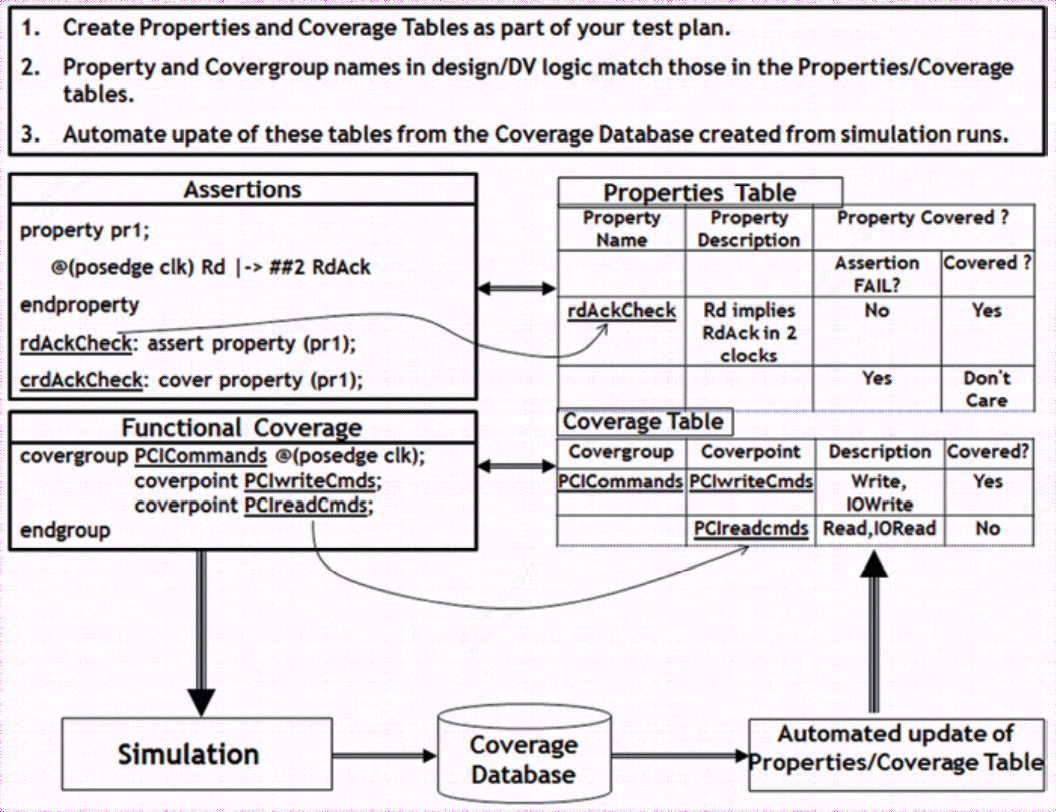 1. Create Properties and Coverage Tables as part of your test plan.
2. Property and Covergroup names in design/DV logic match those in the Properties/Coverage
tables.
3. Automate upate of these tables from the Coverage Database created from simulation runs.
Assertions
property pr1;
@(posedge clk) Rd |-> ##2 RdAck
endproperty
rdAckCheck: assert property (pr1);
crdAckCheck: cover property (pr1);
Properties Table
Property Name
Property Description
Property Covered ?
Assertion FAIL?
Covered ?
rdAckCheck
Rd implies
RdAck in 2
clocks
No
Yes
Yes
Don't
Care
Functional Coverage
covergroup PCICommands @(posedge clk);
coverpoint PCIwriteCmds;
coverpoint PCIreadCmds;
endgroup
Coverage Table
Covergroup Coverpoint Description Covered?
PCICommands PCIwriteCmds Write, Yes
IOWrite
PCIreadcmds Read,IORead No
Simulation
Coverage
Database
Automated update of
Properties/Coverage Table